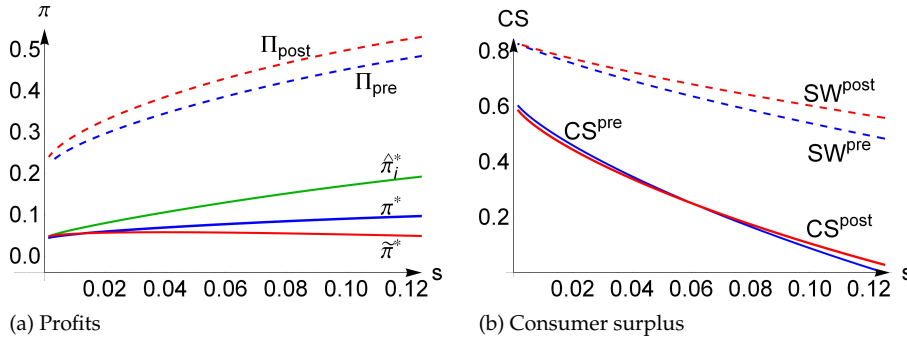 π
0.5
0.4
0.3
0.2
0.1
0.0
Π_post
Π_pre
π̂_i^*
π^*
π̃^*
0.02 0.04 0.06 0.08 0.10 0.12 s
(a) Profits
CS
0.8
0.6
0.4
0.2
SW^post
SW^pre
CS^pre
CS^post
0.02 0.04 0.06 0.08 0.10 0.12 s
(b) Consumer surplus